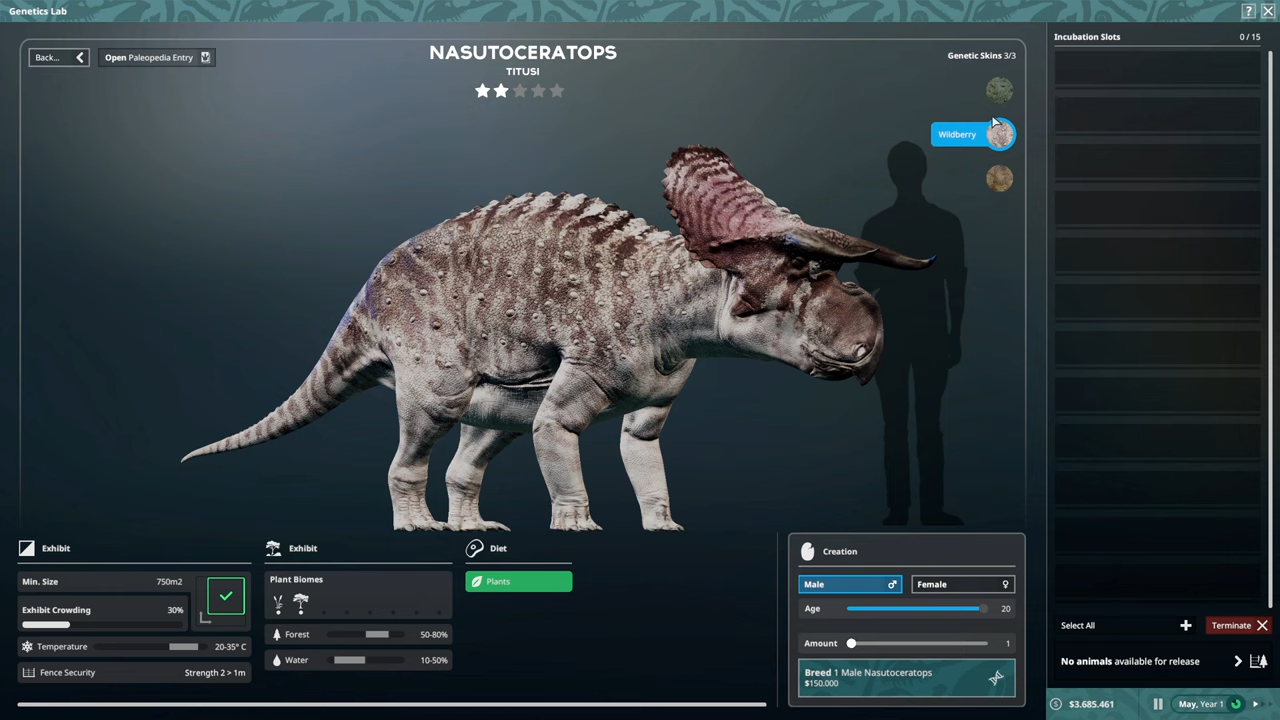 Genetics Lab
?
Back...
Open Paleopedia Entry
NASUTOCERATOPS
TITUSI
Genetic Skins 3/3
Wildberry
Incubation Slots 0 / 15
Exhibit
Min. Size 750m2
Exhibit Crowding 30%
Temperature 20-35° C
Fence Security Strength 2 > 1m
Exhibit
Plant Biomes
Forest 50-80%
Water 10-50%
Diet
Plants
Creation
Male ♂
Female ♀
Age 20
Amount 1
Breed 1 Male Nasutoceratops
$150.000
Select All
Terminate
No animals available for release
$3.685.461
May, Year 1